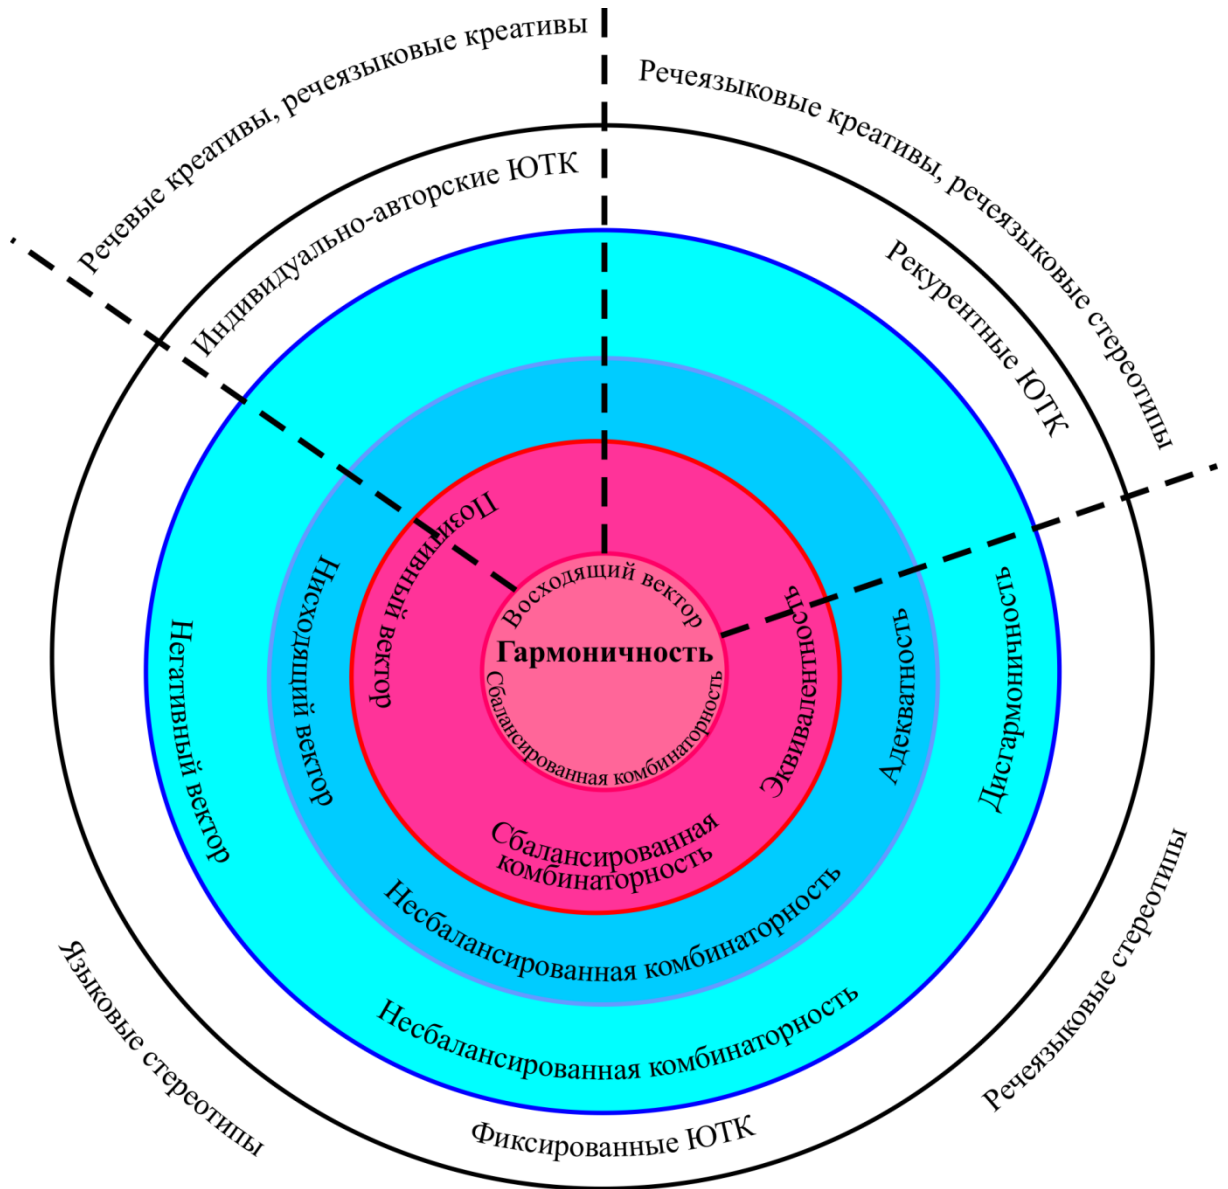 Речевые креативы, речеязыковые креативы
Речеязыковые креативы, речеязыковые стереотипы
Индивидуально-авторские ЮТК
Рекурентные ЮТК
Позитивный вектор
Восходящий вектор
Гармоничность
Сбалансированная комбинаторность
Нисходящий вектор
Негативный вектор
Эквивалентность
Адекватность
Дисгармоничность
Сбалансированная
комбинаторность
Несбалансированная комбинаторность
Несбалансированная комбинаторность
Фиксированные ЮТК
Языковые стереотипы
Речеязыковые стереотипы